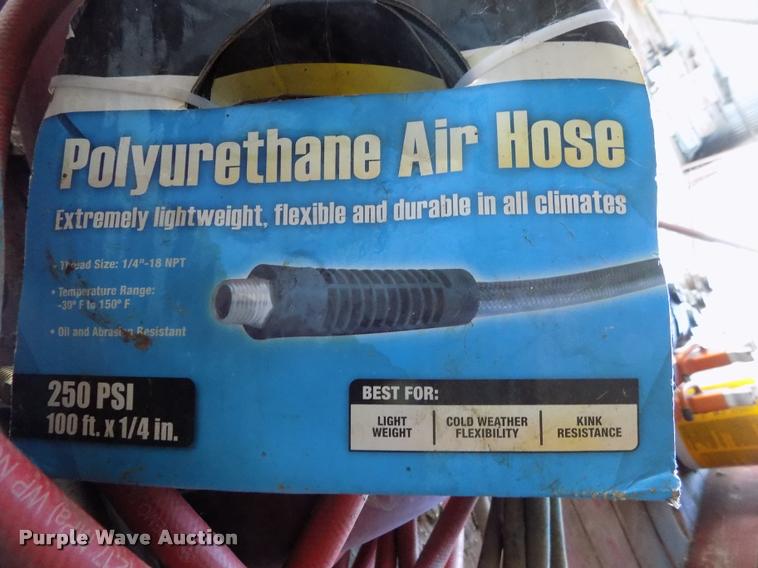 Polyurethane Air Hose
Extremely lightweight, flexible and durable in all climates
• Thread Size: 1/4"-18 NPT
• Temperature Range:
-39° F to 150° F
• Oil and Abrasion Resistant
250 PSI
100 ft. x 1/4 in.
BEST FOR:
LIGHT
WEIGHT
COLD WEATHER
FLEXIBILITY
KINK
RESISTANCE
WP
Purple Wave Auction